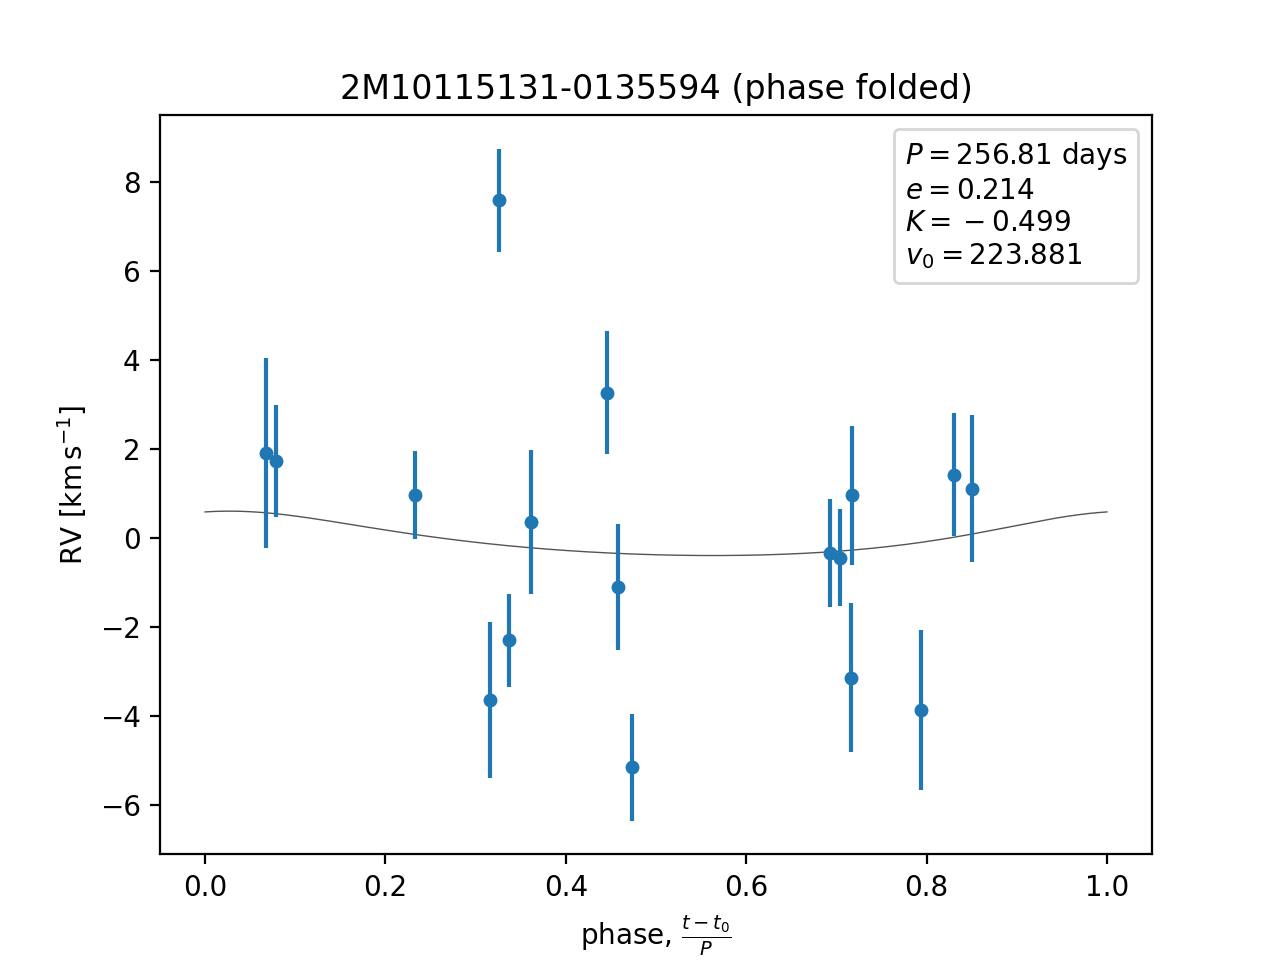 2M10115131-0135594 (phase folded)
P = 256.81 days
e = 0.214
K = −0.499
v₀ = 223.881
RV [km s⁻¹]
8
6
4
2
0
−2
−4
−6
0.0 0.2 0.4 0.6 0.8 1.0
phase, (t − t₀)/P